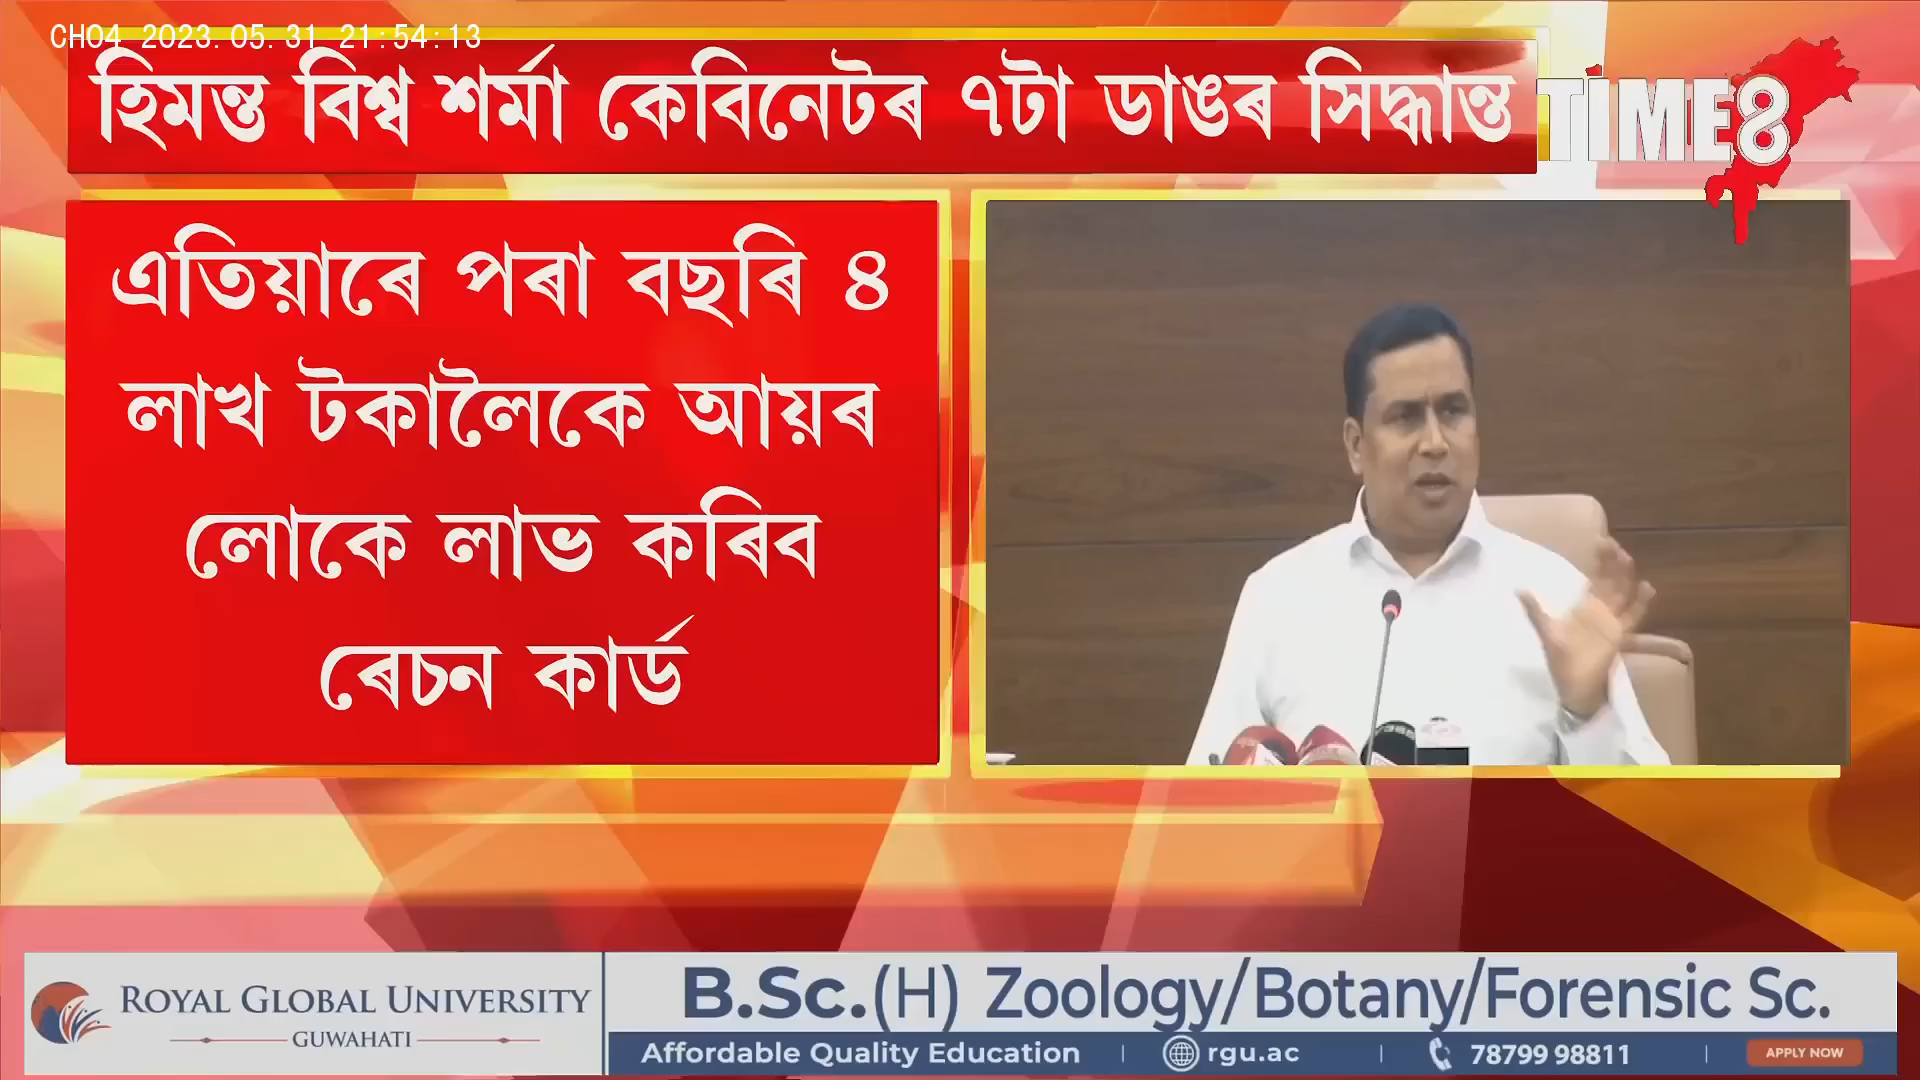 CH04 2023.05.31 21:54:13
হিমন্ত বিশ্ব শৰ্মা কেবিনেটৰ ৭টা ডাঙৰ সিদ্ধান্ত
TIME8
এতিয়াৰে পৰা বছৰি ৪
লাখ টকালৈকে আয়ৰ
লোকে লাভ কৰিব
ৰেচন কাৰ্ড
ROYAL GLOBAL UNIVERSITY
GUWAHATI
B.Sc.(H) Zoology/Botany/Forensic Sc.
Affordable Quality Education | rgu.ac | 78799 98811 | APPLY NOW